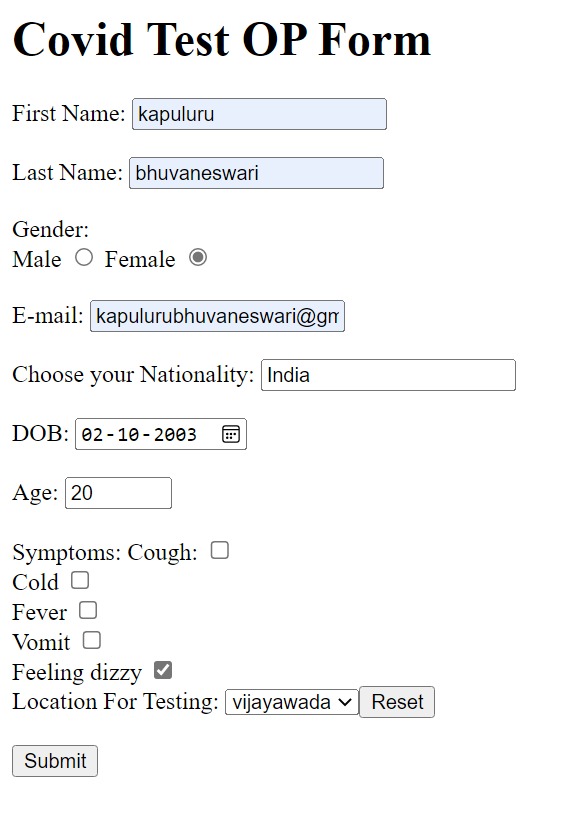 Covid Test OP Form
First Name: kapuluru
Last Name: bhuvaneswari
Gender:
Male Female
E-mail: kapulurubhuvaneswari@gm
Choose your Nationality: India
DOB: 02-10-2003
Age: 20
Symptoms: Cough:
Cold
Fever
Vomit
Feeling dizzy
Location For Testing: vijayawada Reset
Submit